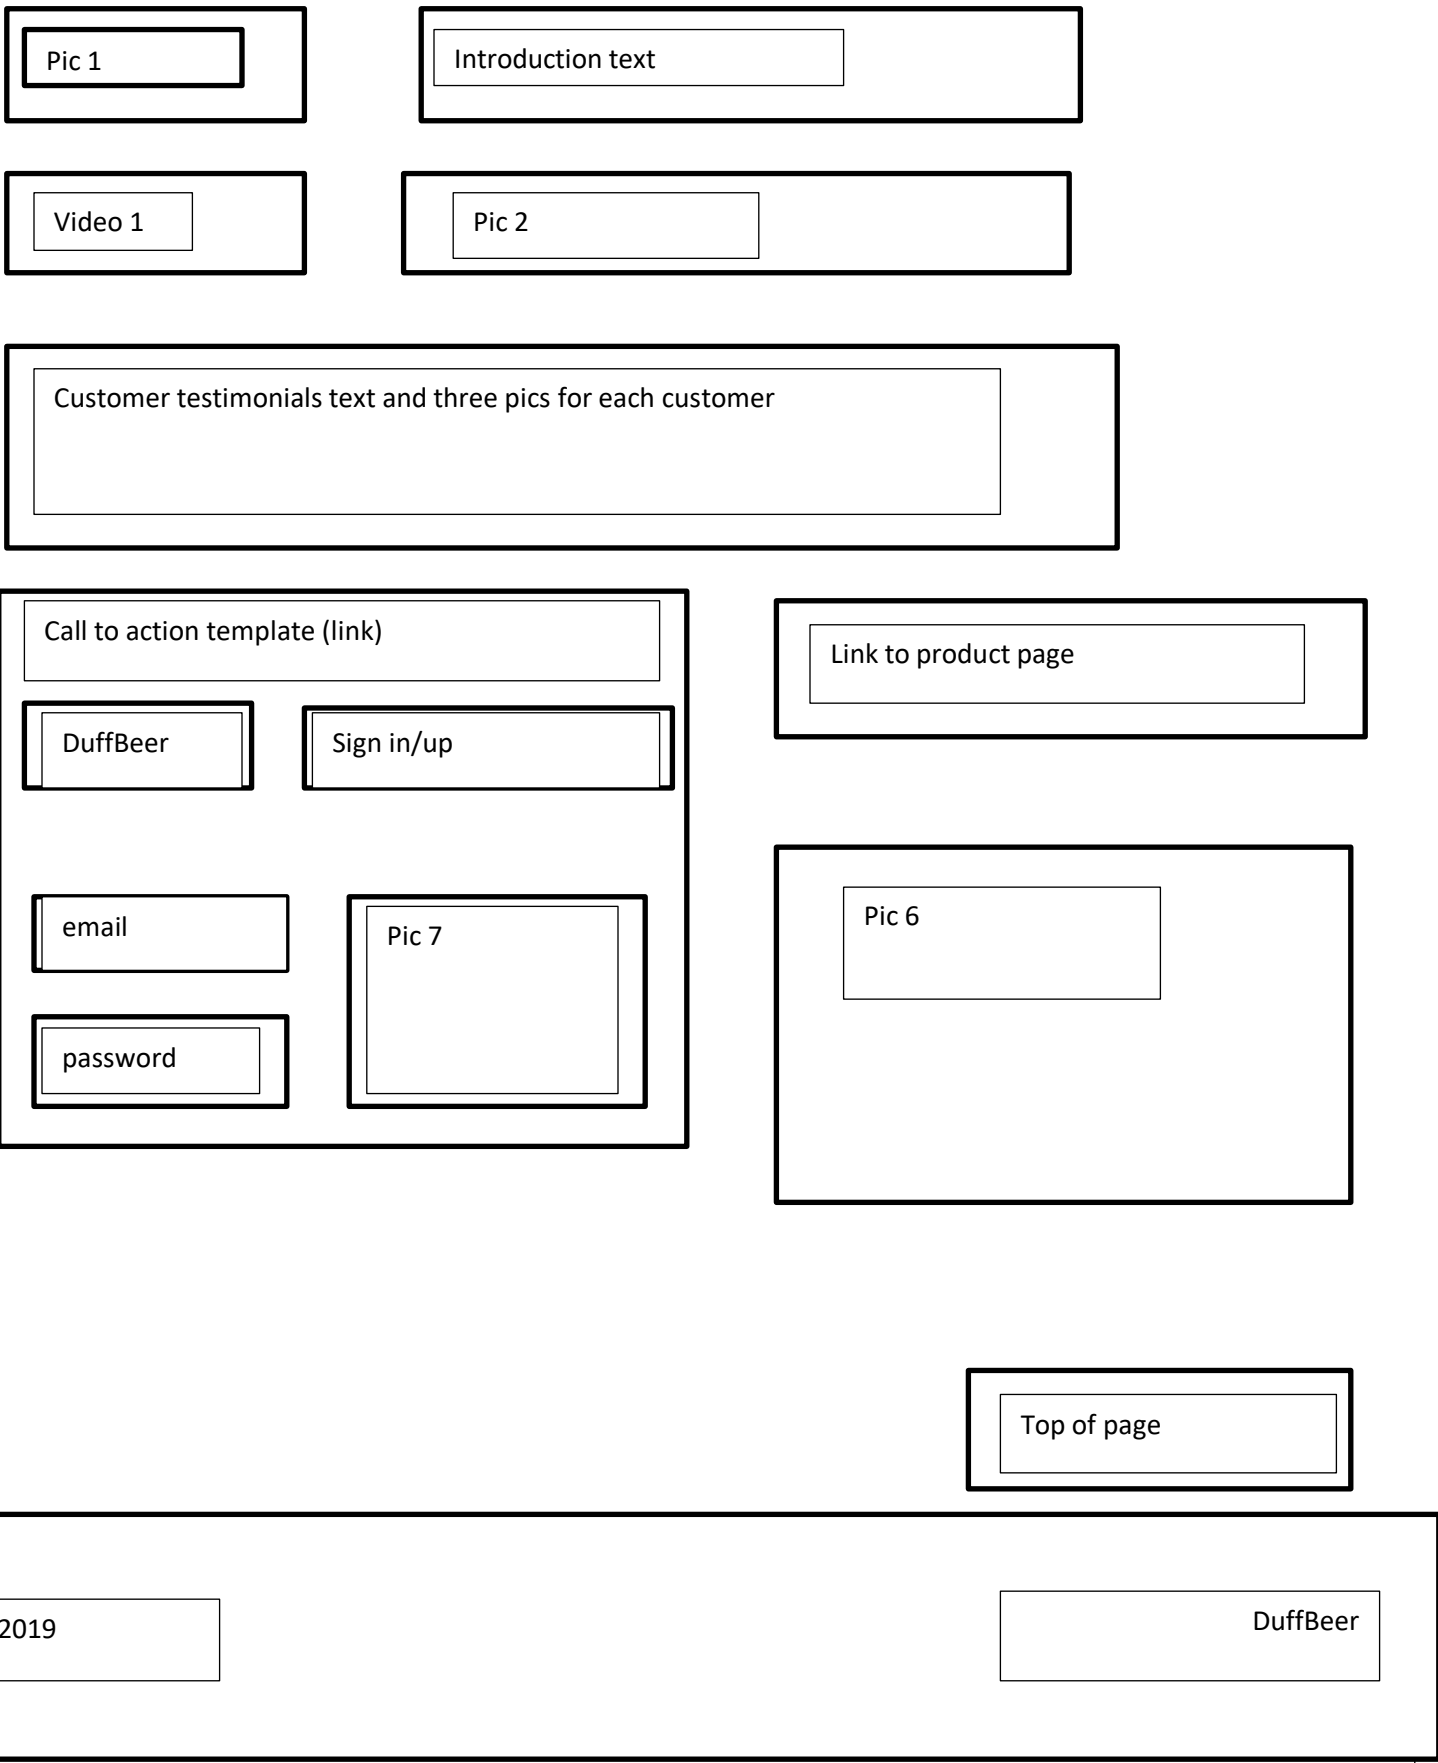 Pic 1
Introduction text
Video 1
Pic 2
Customer testimonials text and three pics for each customer
Call to action template (link)
Link to product page
DuffBeer
Sign in/up
email
Pic 7
Pic 6
password
Top of page
2019
DuffBeer